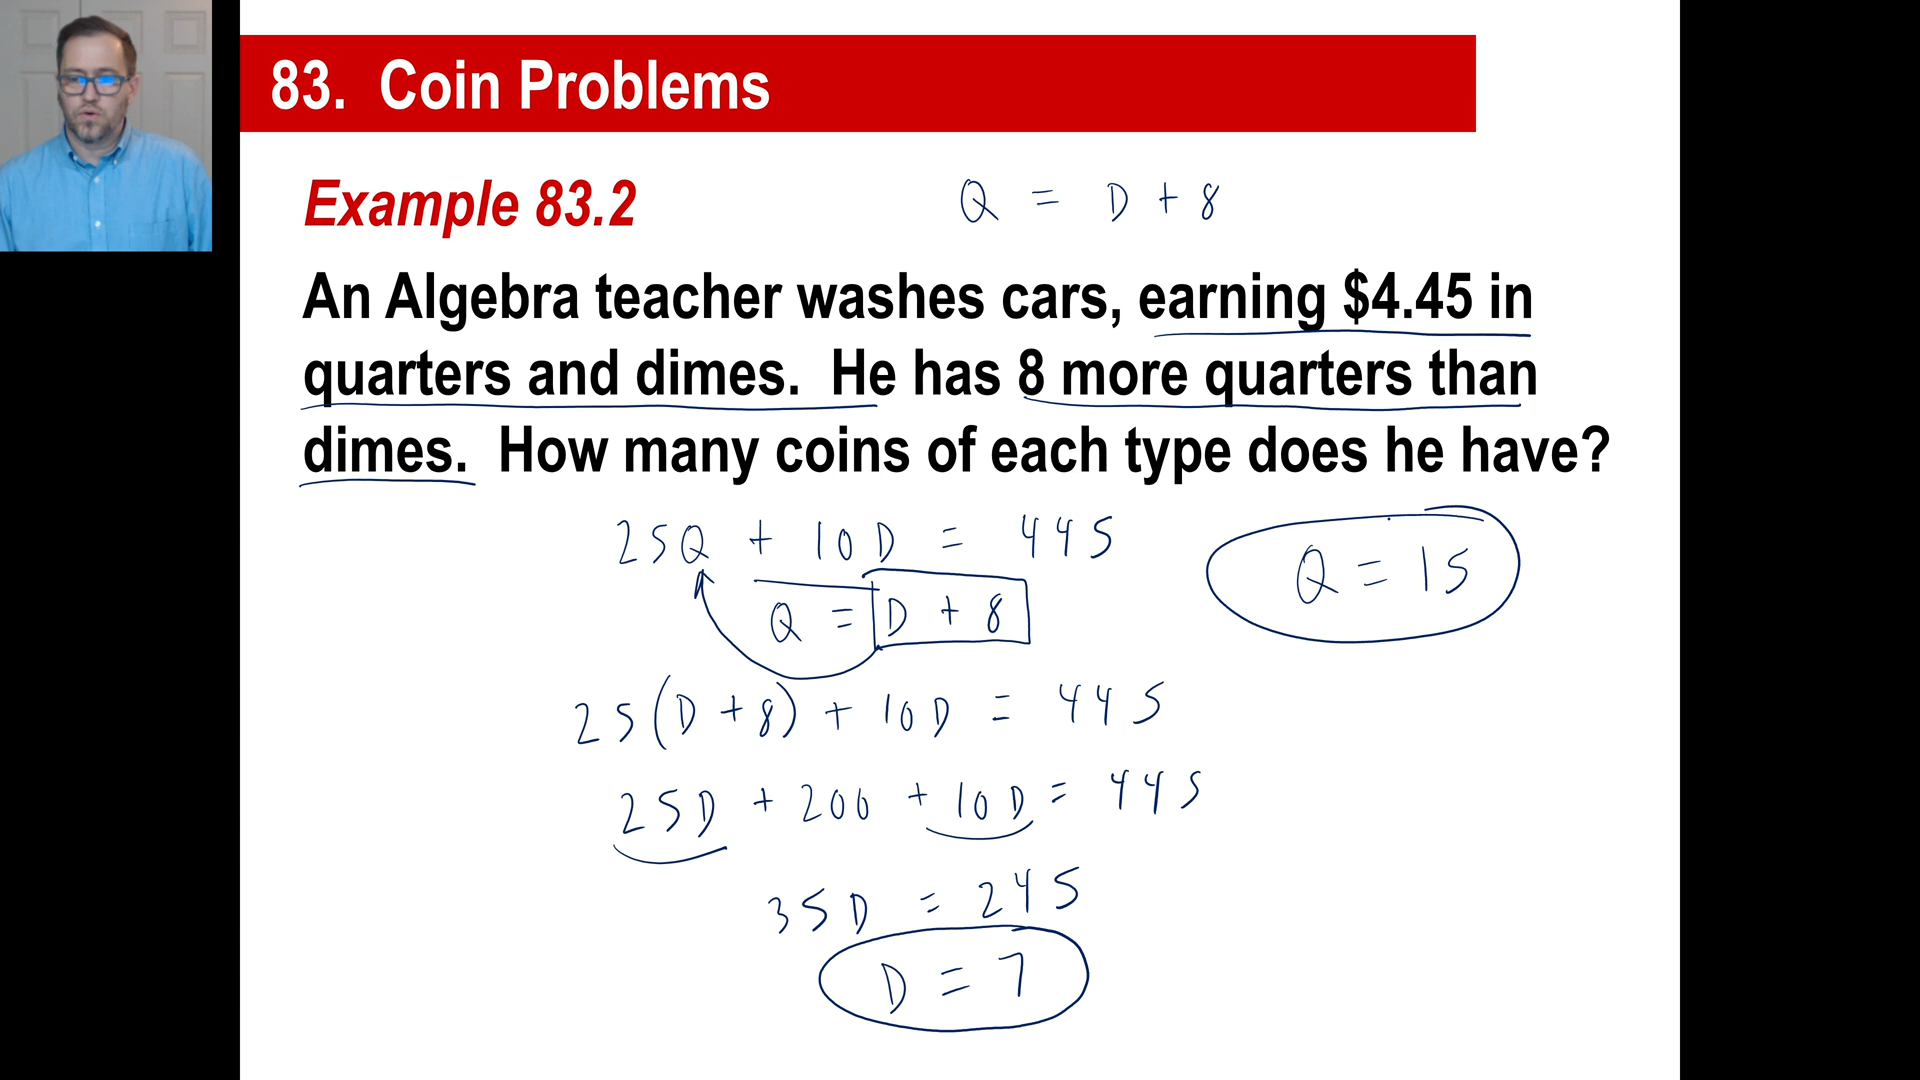 83. Coin Problems
Example 83.2
Q = D + 8
An Algebra teacher washes cars, earning $4.45 in
quarters and dimes. He has 8 more quarters than
dimes. How many coins of each type does he have?
25Q + 10D = 445
Q = D + 8
Q = 15
25(D + 8) + 10D = 445
25D + 200 + 10D = 445
35D = 245
D = 7